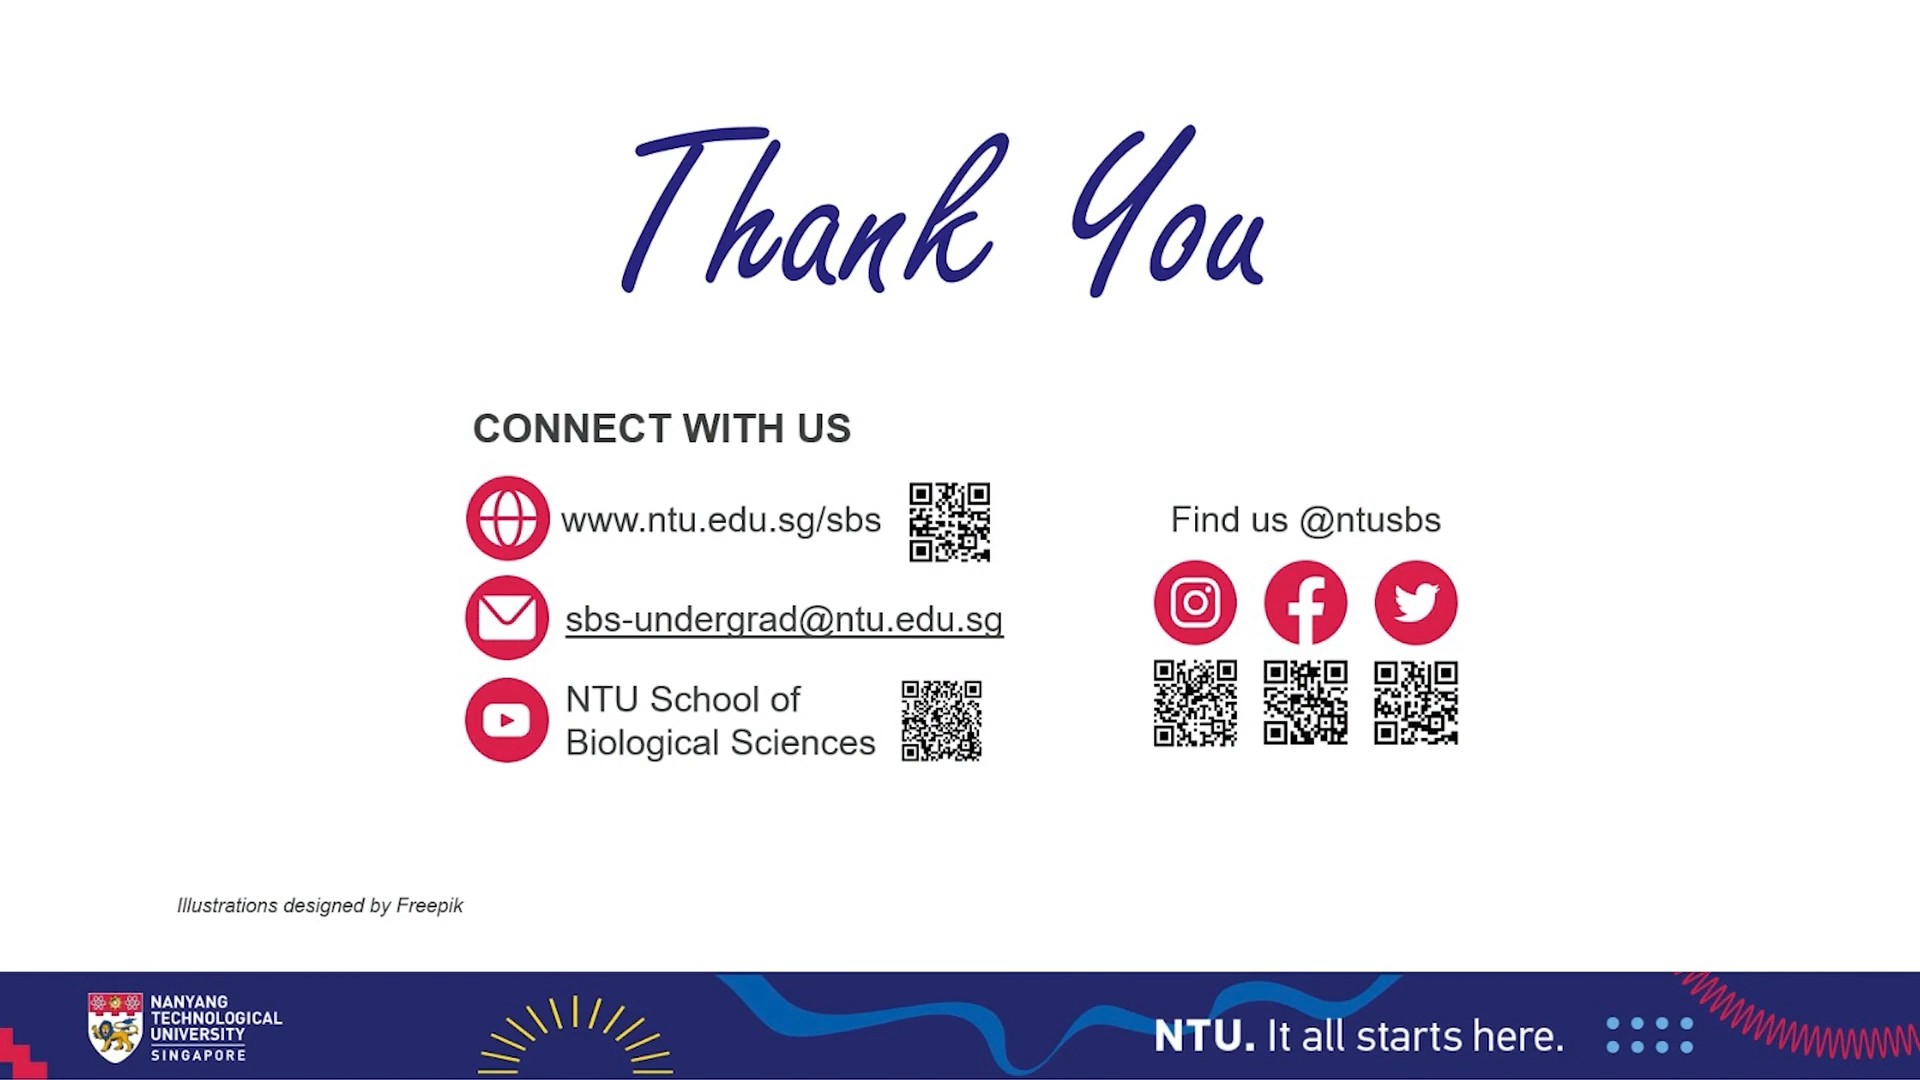 Thank You
CONNECT WITH US
www.ntu.edu.sg/sbs
sbs-undergrad@ntu.edu.sg
NTU School of
Biological Sciences
Find us @ntusbs
Illustrations designed by Freepik
NANYANG
TECHNOLOGICAL
UNIVERSITY
SINGAPORE
NTU. It all starts here.